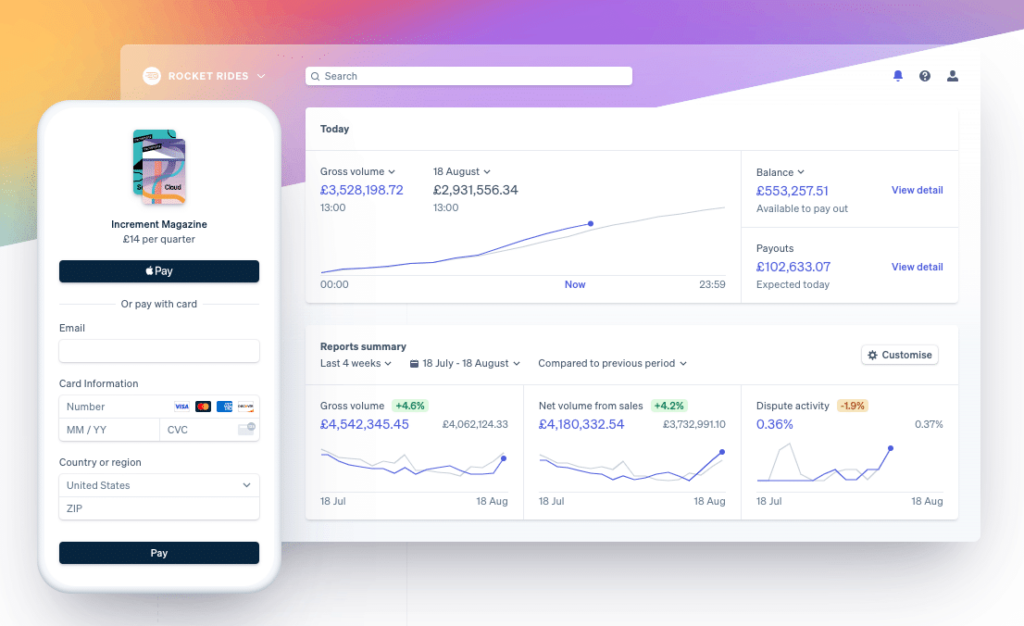 ROCKET RIDES
Search
Cloud
Increment Magazine
£14 per quarter
Pay
Or pay with card
Email
Card Information
Number
VISA
MM / YY
CVC
Country or region
United States
ZIP
Pay
Today
Gross volume
£3,528,198.72
13:00
18 August
£2,931,556.34
13:00
00:00
Now
23:59
Balance
£553,257.51
View detail
Available to pay out
Payouts
£102,633.07
View detail
Expected today
Reports summary
Last 4 weeks
18 July - 18 August
Compared to previous period
Customise
Gross volume +4.6%
£4,542,345.45
£4,062,124.33
18 Jul
18 Aug
Net volume from sales +4.2%
£4,180,332.54
£3,732,991.10
18 Jul
18 Aug
Dispute activity -1.9%
0.36%
0.37%
18 Jul
18 Aug